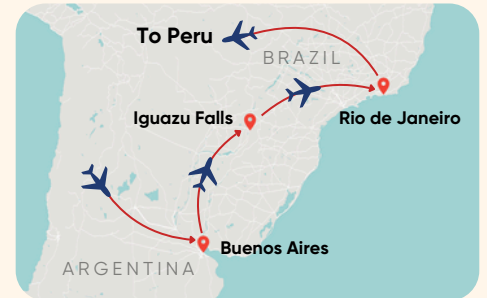 To Peru
BRAZIL
Iguazu Falls
Rio de Janeiro
Buenos Aires
ARGENTINA